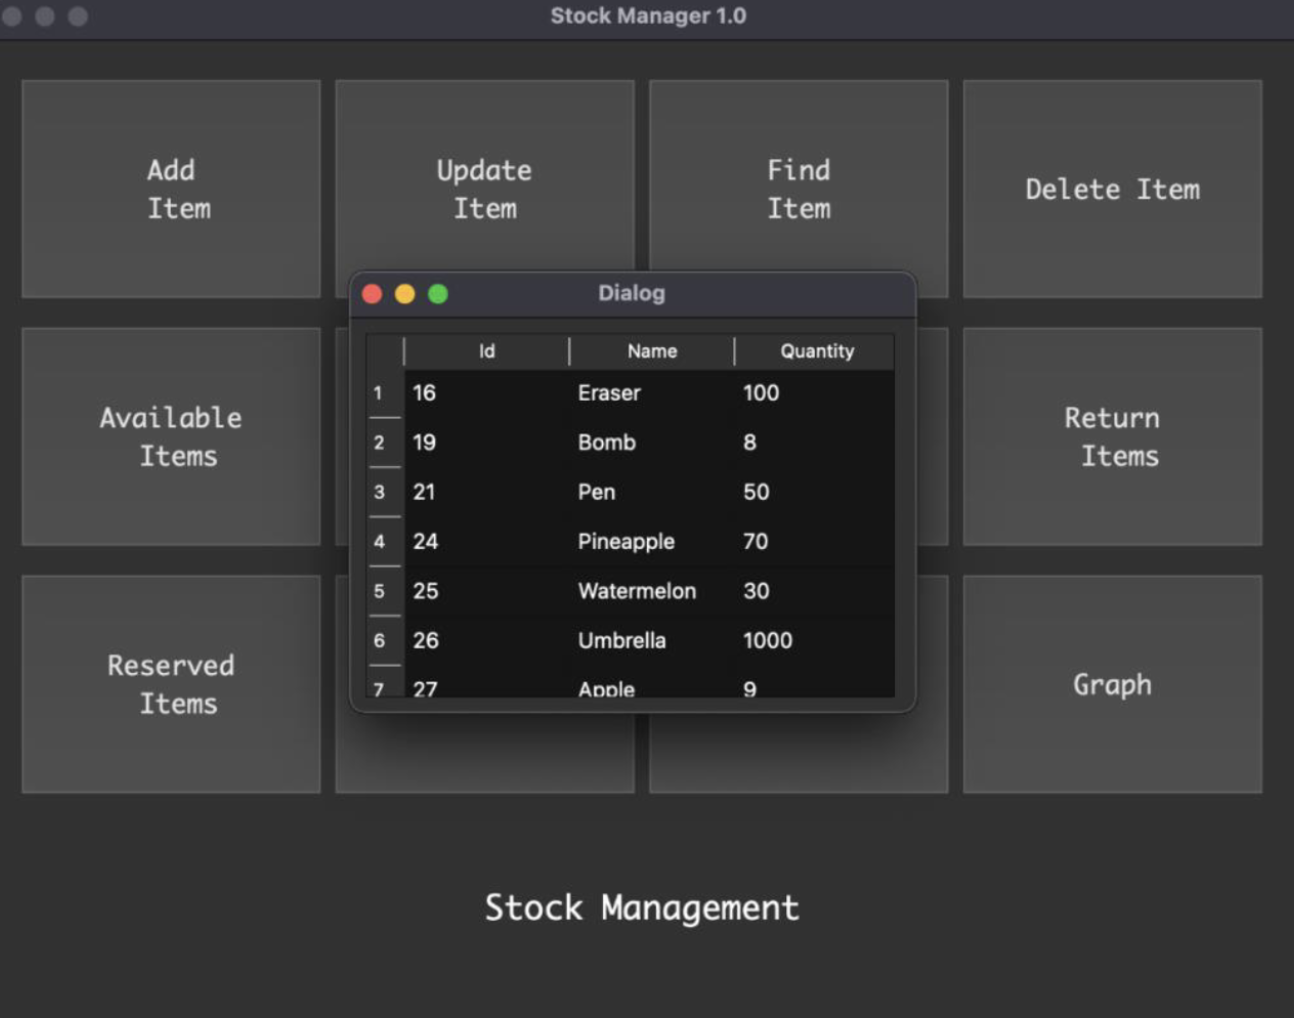 Stock Manager 1.0
Add
Item
Update
Item
Find
Item
Delete Item
Dialog
Id Name Quantity
1 16 Eraser 100
2 19 Bomb 8
3 21 Pen 50
4 24 Pineapple 70
5 25 Watermelon 30
6 26 Umbrella 1000
7 27 Apple 9
Available
Items
Return
Items
Reserved
Items
Graph
Stock Management